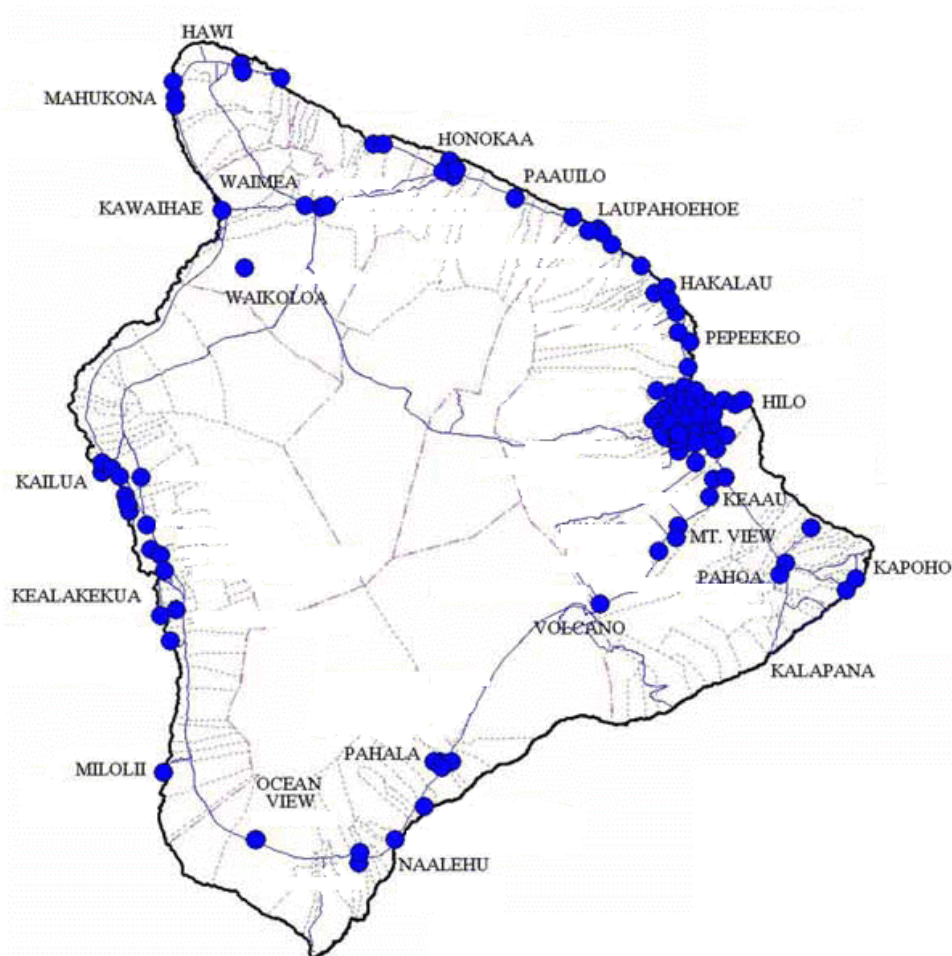 HAWI
MAHUKONA
HONOKAA
WAIMEA
PAAUILO
KAWAIHAE
LAUPAHOEHOE
WAIKOLOA
HAKALAU
PEPEEKEO
HILO
KAILUA
KEAAU
MT. VIEW
KAPOHO
PAHOA
KEALAKEKUA
VOLCANO
KALAPANA
PAHALA
MILOLII
OCEAN
VIEW
NAALEHU